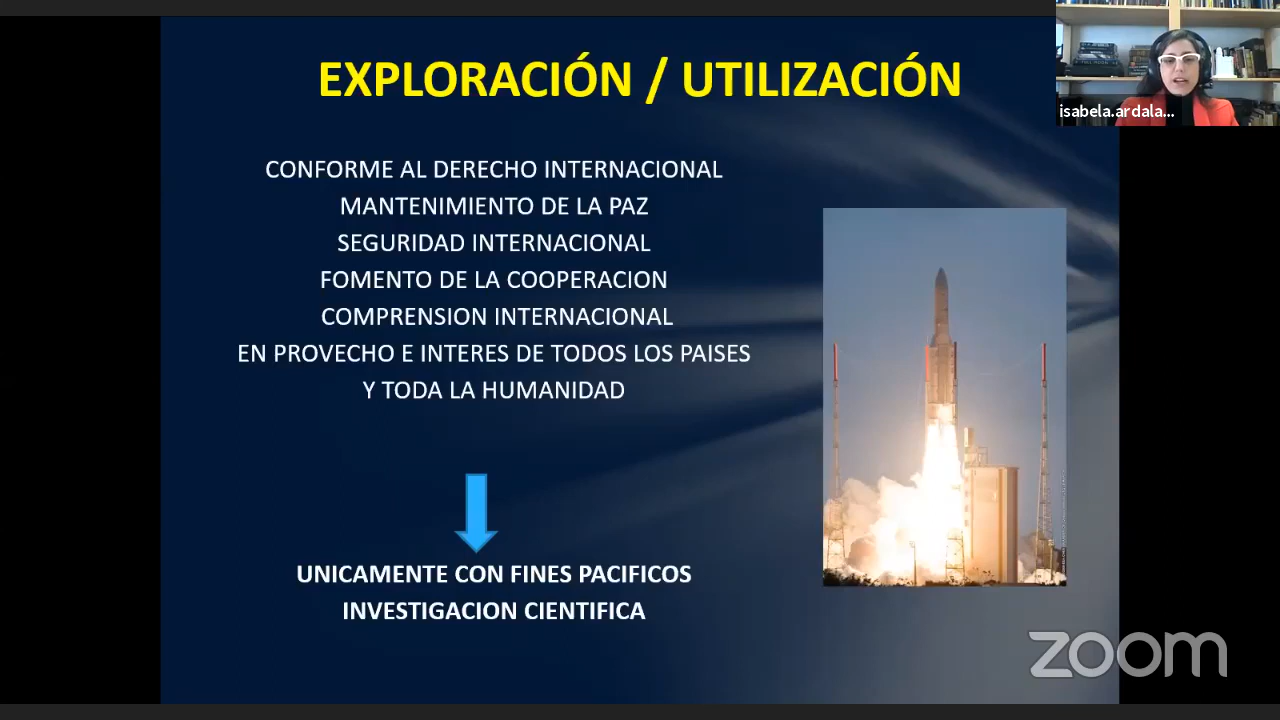 EXPLORACIÓN / UTILIZACIÓN
isabela.ardala...
CONFORME AL DERECHO INTERNACIONAL
MANTENIMIENTO DE LA PAZ
SEGURIDAD INTERNACIONAL
FOMENTO DE LA COOPERACION
COMPRENSION INTERNACIONAL
EN PROVECHO E INTERES DE TODOS LOS PAISES
Y TODA LA HUMANIDAD
UNICAMENTE CON FINES PACIFICOS
INVESTIGACION CIENTIFICA
zoom